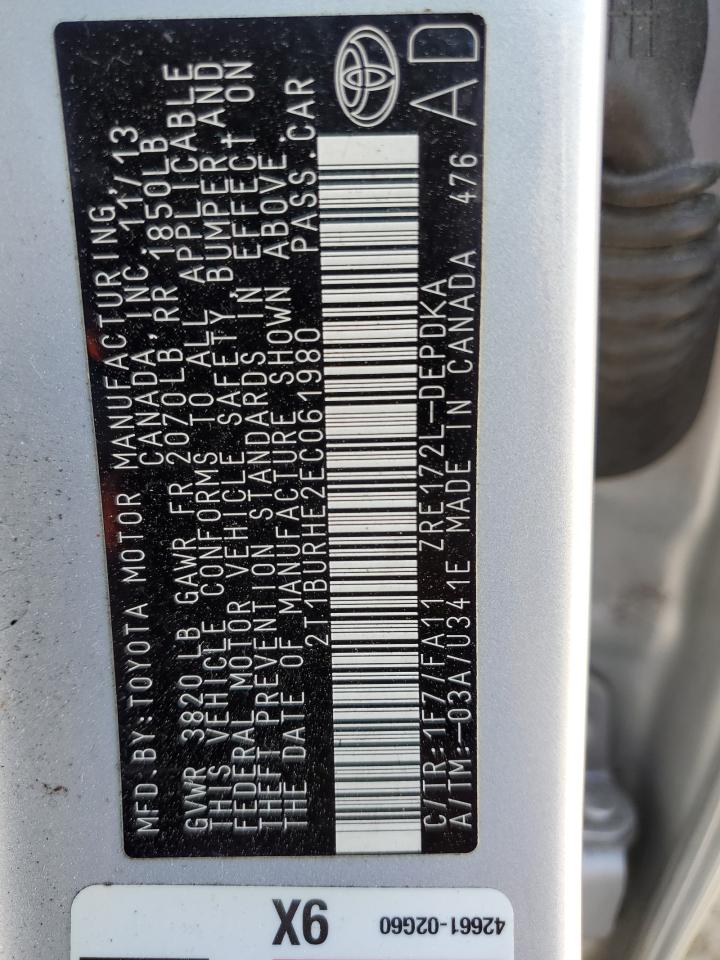 MFD.BY:TOYOTA MOTOR MANUFACTURING,
CANADA, INC 11/13
GVWR 3820LB GAWR FR 2070LB, RR 1850LB
THIS VEHICLE CONFORMS TO ALL APPLICABLE
FEDERAL MOTOR VEHICLE SAFETY, BUMPER, AND
THEFT PREVENTION STANDARDS IN EFFECT ON
THE DATE OF MANUFACTURE SHOWN ABOVE.
2T1BURHE2EC061980 PASS.CAR
C/TR:1F7/FA11 ZRE172L-DEPDKA
A/TM:-03A/U341E MADE IN CANADA 476
AD
9X
42661-02G60